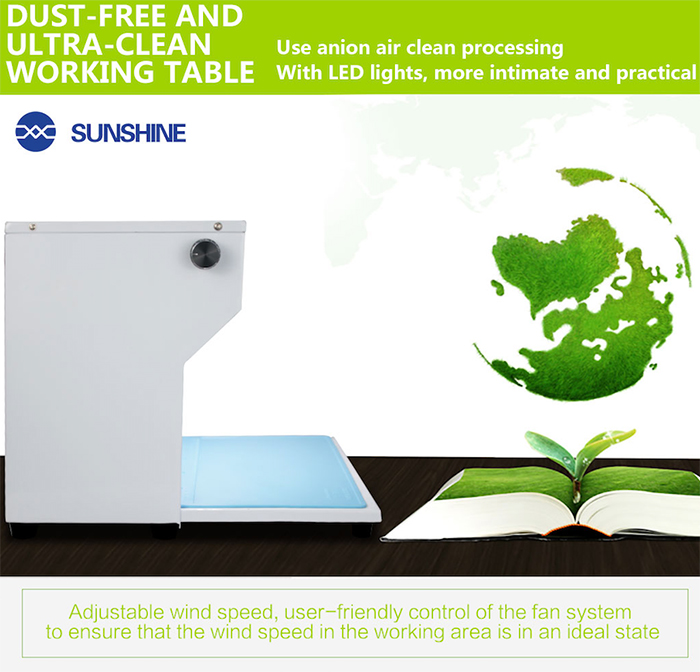 DUST-FREE AND
ULTRA-CLEAN
WORKING TABLE
Use anion air clean processing
With LED lights, more intimate and practical
SUNSHINE
Adjustable wind speed, user-friendly control of the fan system
to ensure that the wind speed in the working area is in an ideal state